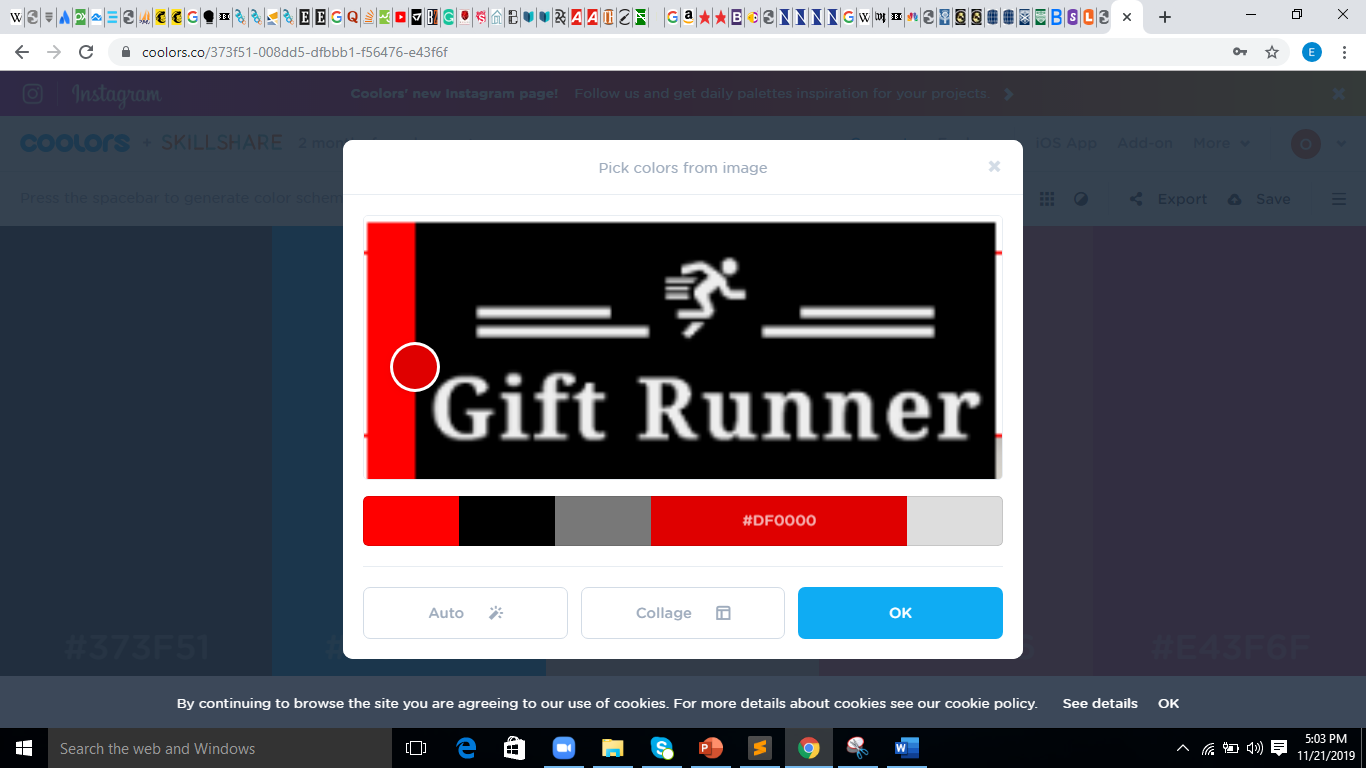 coolors.co/373f51-008dd5-dfbbb1-f56476-e43f6f
E
Instagram
Coolors' new Instagram page! Follow us and get daily palettes inspiration for your projects.
coolors + SKILLSHARE 2 mon
iOS App Add-on More O
Press the spacebar to generate color schem
Export Save
Pick colors from image
Gift Runner
#DF0000
Auto Collage OK
#373F51 #E43F6F
By continuing to browse the site you are agreeing to our use of cookies. For more details about cookies see our cookie policy. See details OK
Search the web and Windows
5:03 PM
11/21/2019